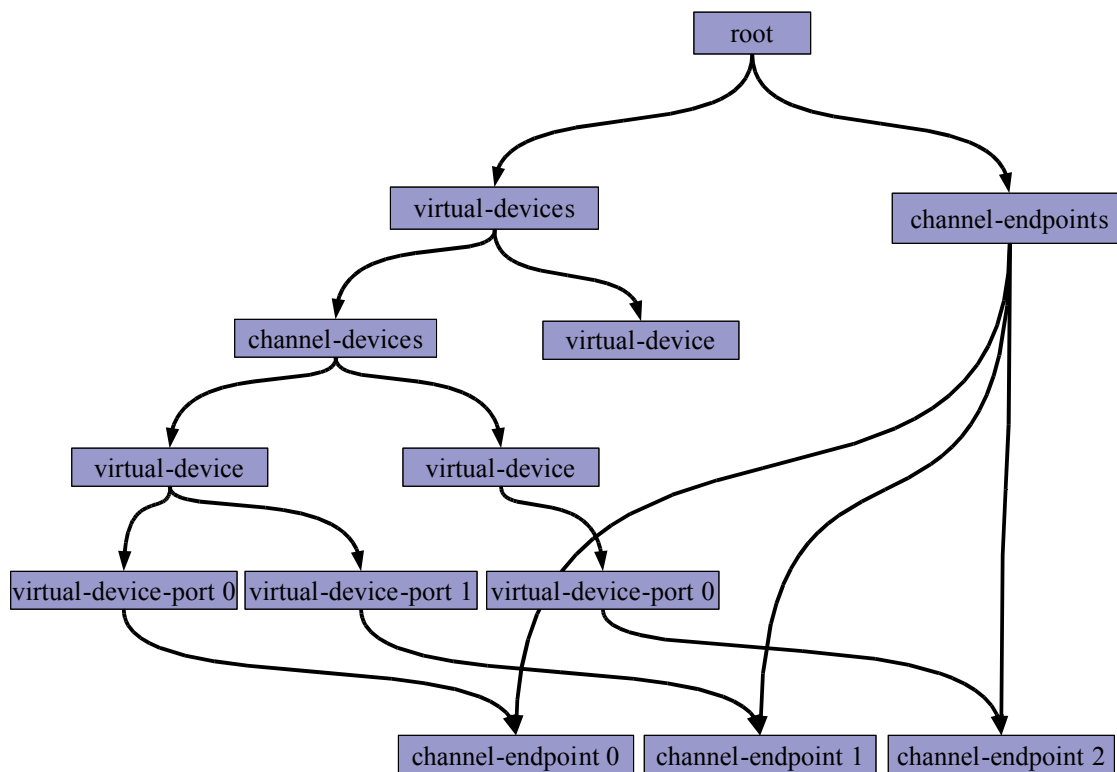 root
virtual-devices
channel-endpoints
channel-devices
virtual-device
virtual-device
virtual-device
virtual-device-port 0
virtual-device-port 1
virtual-device-port 0
channel-endpoint 0
channel-endpoint 1
channel-endpoint 2